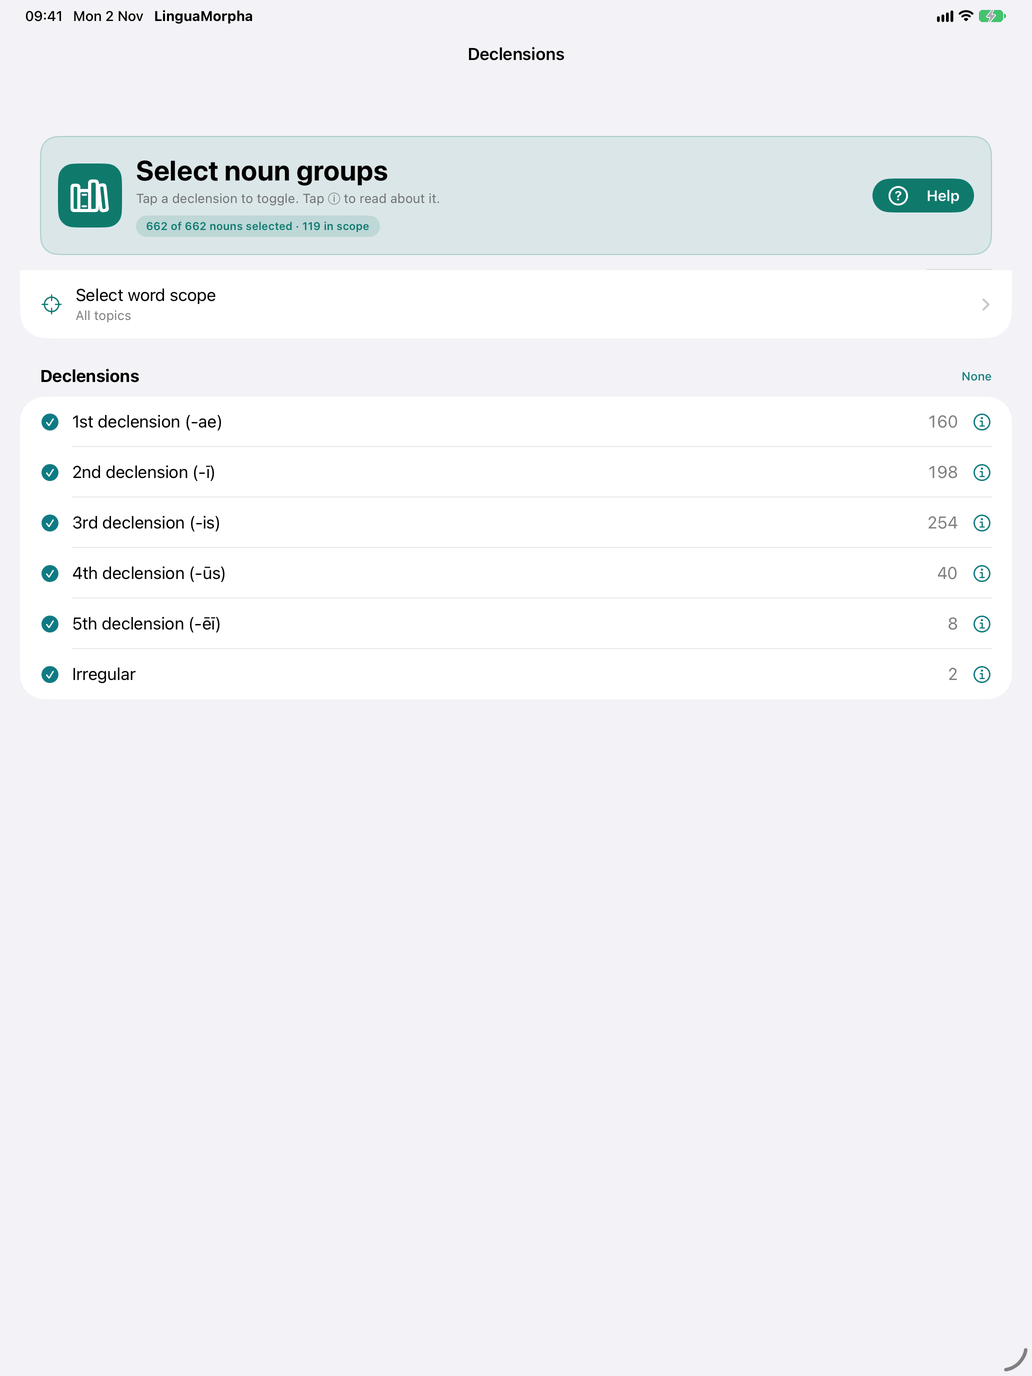 09:41 Mon 2 Nov LinguaMorpha
Declensions
Select noun groups
Tap a declension to toggle. Tap ⓘ to read about it.
662 of 662 nouns selected · 119 in scope
Help
Select word scope
All topics
Declensions
None
1st declension (-ae) 160
2nd declension (-ī) 198
3rd declension (-is) 254
4th declension (-ūs) 40
5th declension (-ēī) 8
Irregular 2